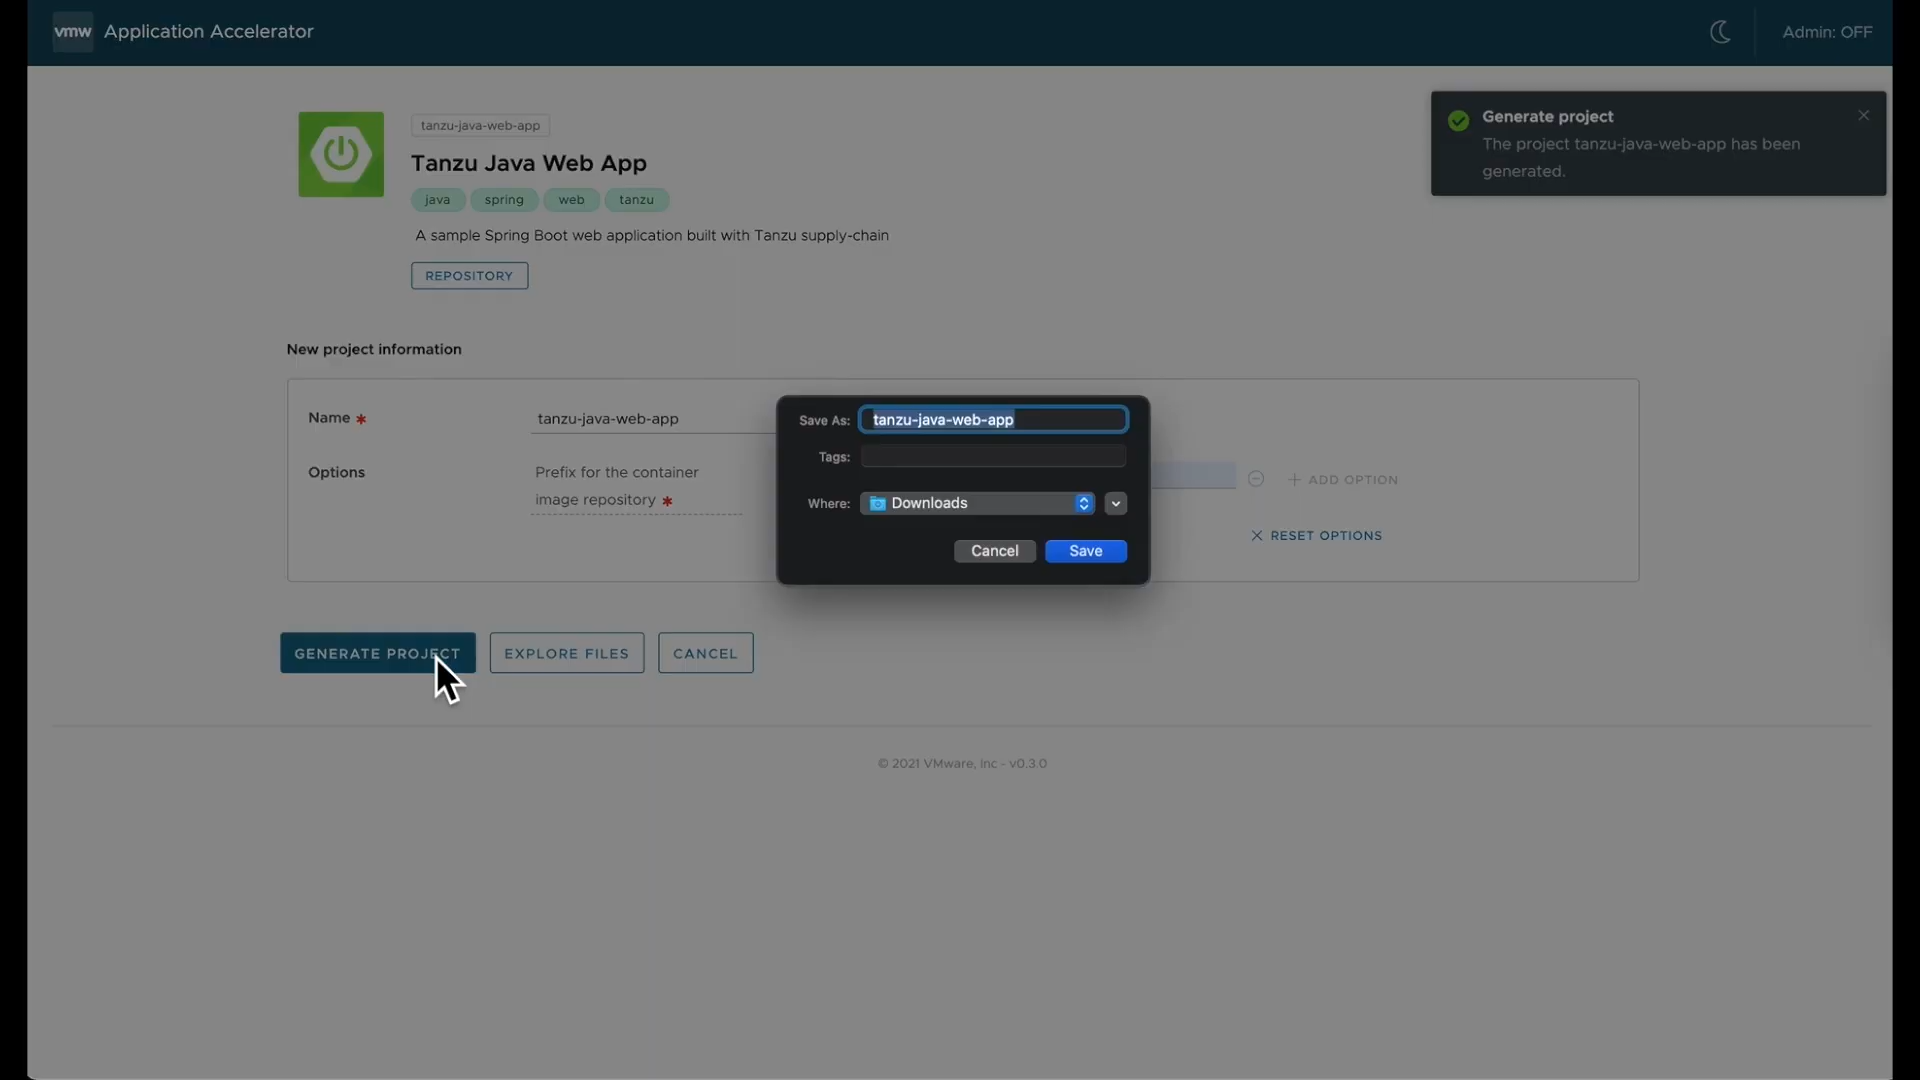 vmw Application Accelerator
Admin: OFF
Generate project
The project tanzu-java-web-app has been
generated.
tanzu-java-web-app
Tanzu Java Web App
java spring web tanzu
A sample Spring Boot web application built with Tanzu supply-chain
REPOSITORY
New project information
Name *
tanzu-java-web-app
Options
Prefix for the container
image repository *
+ ADD OPTION
× RESET OPTIONS
Save As: tanzu-java-web-app
Tags:
Where: Downloads
Cancel Save
GENERATE PROJECT EXPLORE FILES CANCEL
© 2021 VMware, Inc - v0.3.0